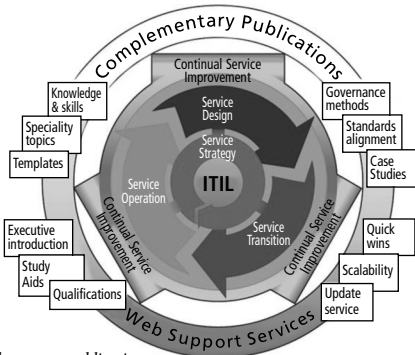 Complementary Publications
Continual Service
Improvement
Knowledge
& skills
Speciality
topics
Templates
Governance
methods
Standards
alignment
Case
Studies
Service
Design
Service
Strategy
ITIL
Service
Operation
Service
Transition
Continual Service
Improvement
Continual Service
Improvement
Executive
introduction
Study
Aids
Qualifications
Quick
wins
Scalability
Update
service
Web Support Services